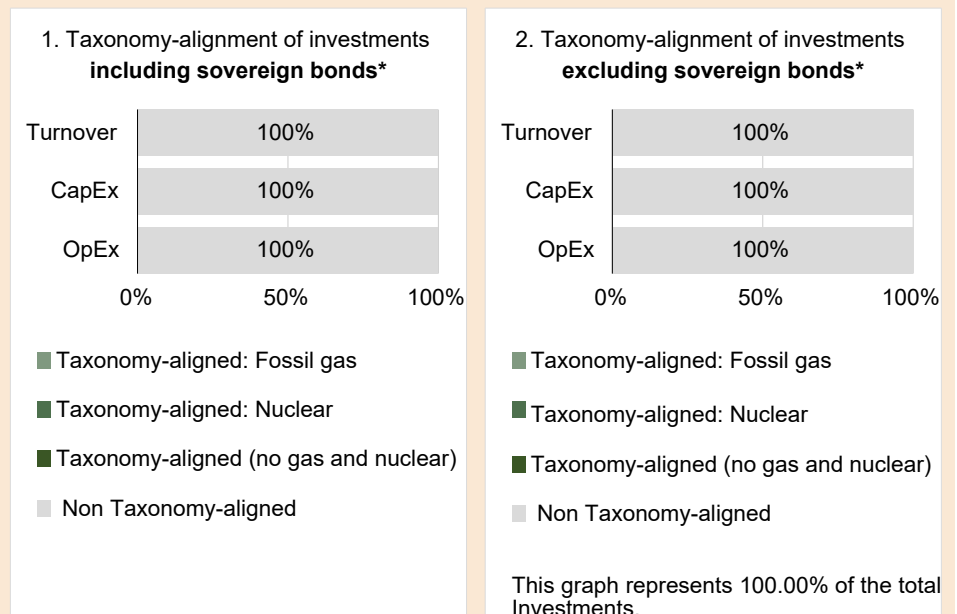 1. Taxonomy-alignment of investments
including sovereign bonds*
Turnover 100%
CapEx 100%
OpEx 100%
0% 50% 100%
Taxonomy-aligned: Fossil gas
Taxonomy-aligned: Nuclear
Taxonomy-aligned (no gas and nuclear)
Non Taxonomy-aligned
2. Taxonomy-alignment of investments
excluding sovereign bonds*
Turnover 100%
CapEx 100%
OpEx 100%
0% 50% 100%
Taxonomy-aligned: Fossil gas
Taxonomy-aligned: Nuclear
Taxonomy-aligned (no gas and nuclear)
Non Taxonomy-aligned
This graph represents 100.00% of the total
Investments.